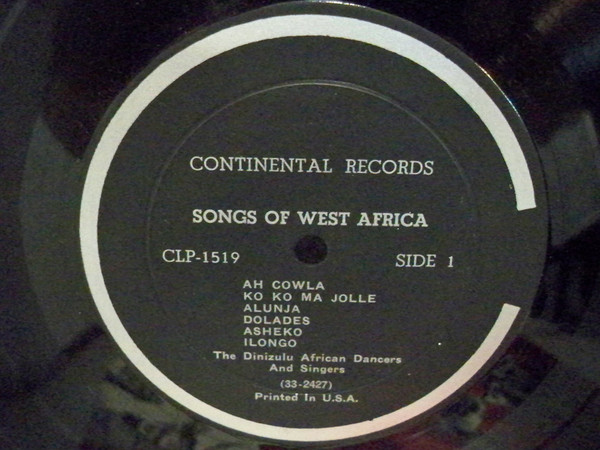 CONTINENTAL RECORDS
SONGS OF WEST AFRICA
CLP-1519 SIDE 1
AH COWLA
KO KO MA JOLLE
ALUNJA
DOLADES
ASHEKO
ILONGO
The Dinizulu African Dancers
And Singers
(33-2427)
Printed In U.S.A.